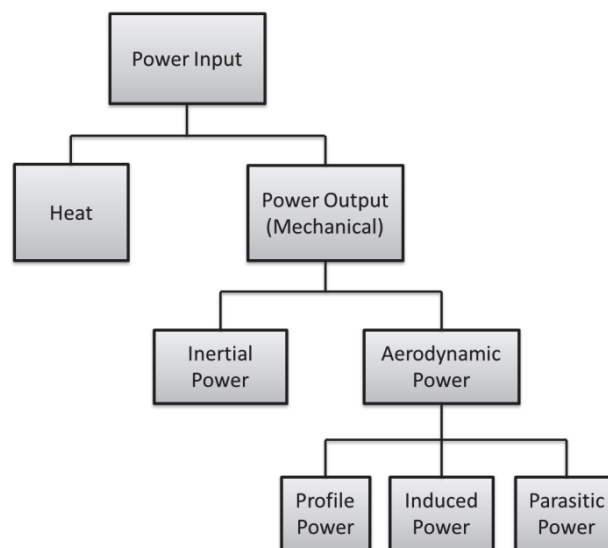 Power Input
Heat
Power Output
(Mechanical)
Inertial
Power
Aerodynamic
Power
Profile
Power
Induced
Power
Parasitic
Power